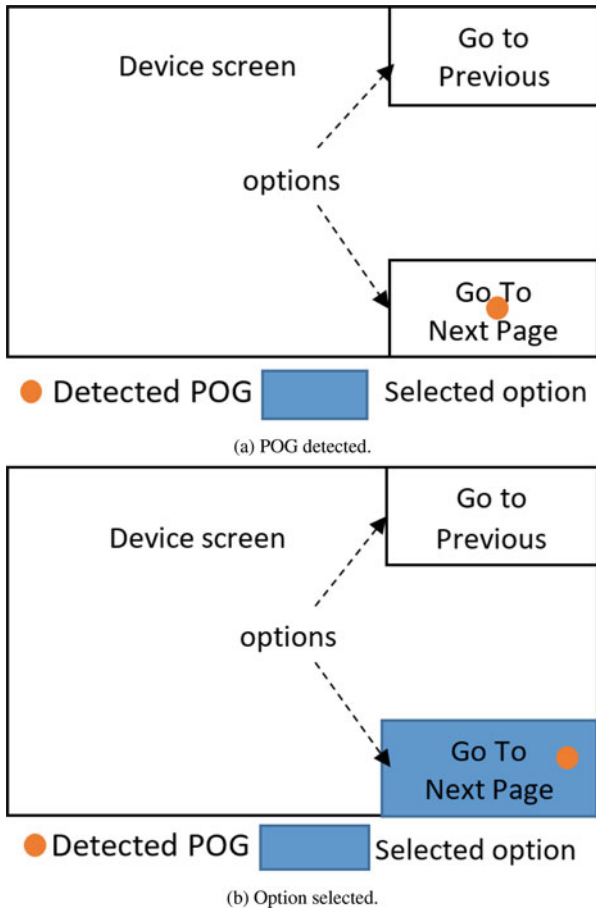 Go to
Previous
Device screen
options
Go To
Next Page
Detected POG
Selected option
(a) POG detected.
Go to
Previous
Device screen
options
Go To
Next Page
Detected POG
Selected option
(b) Option selected.